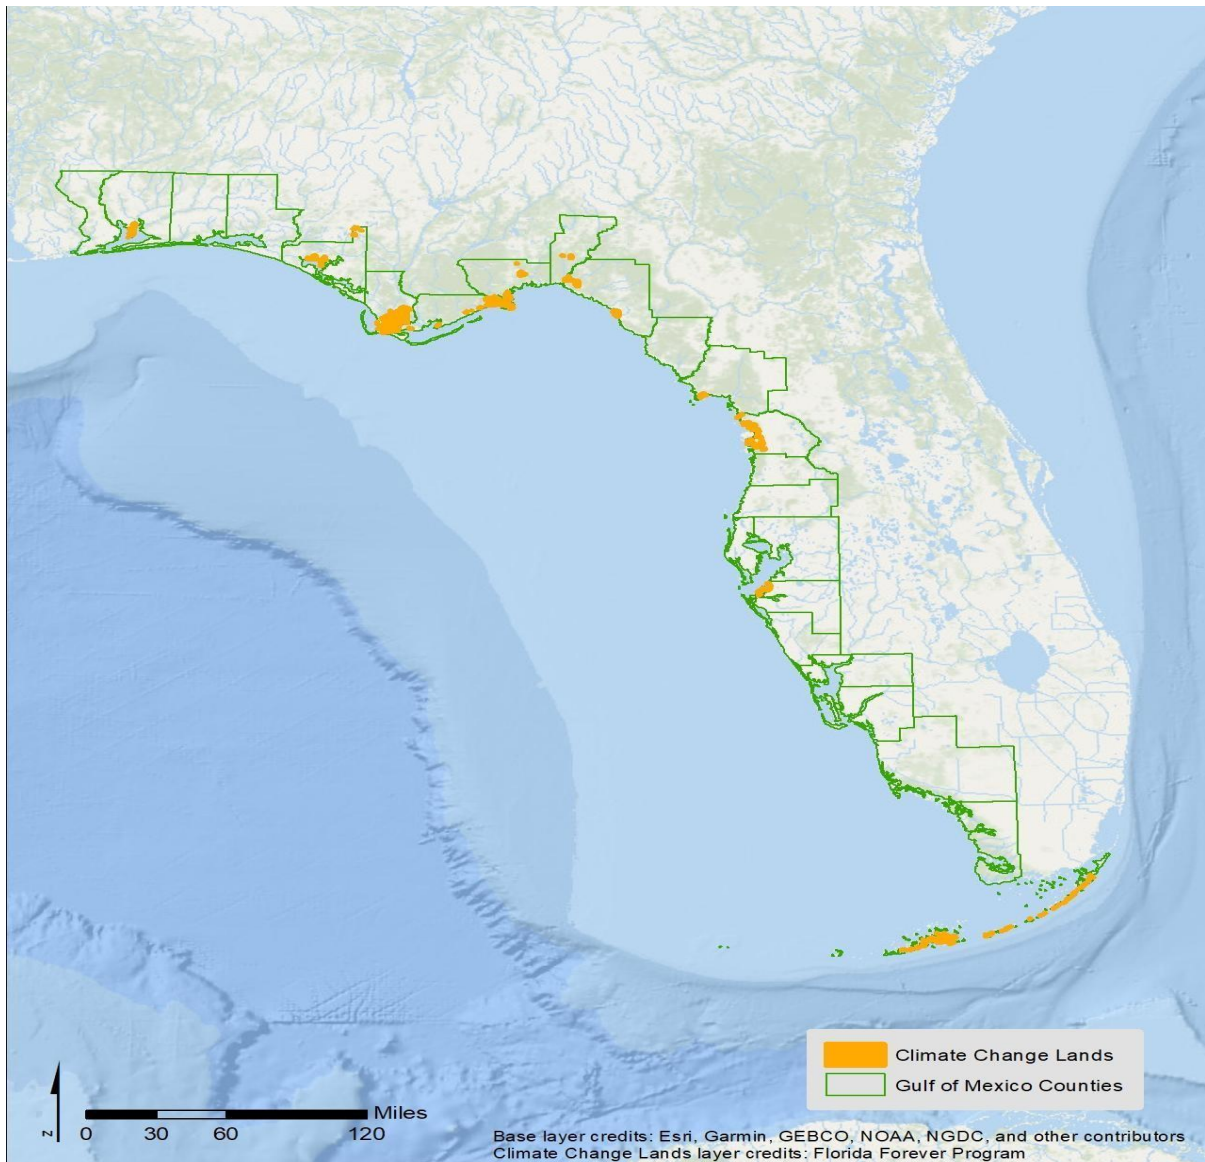 Climate Change Lands
Gulf of Mexico Counties
N
Miles
0 30 60 120
Base layer credits: Esri, Garmin, GEBCO, NOAA, NGDC, and other contributors
Climate Change Lands layer credits: Florida Forever Program